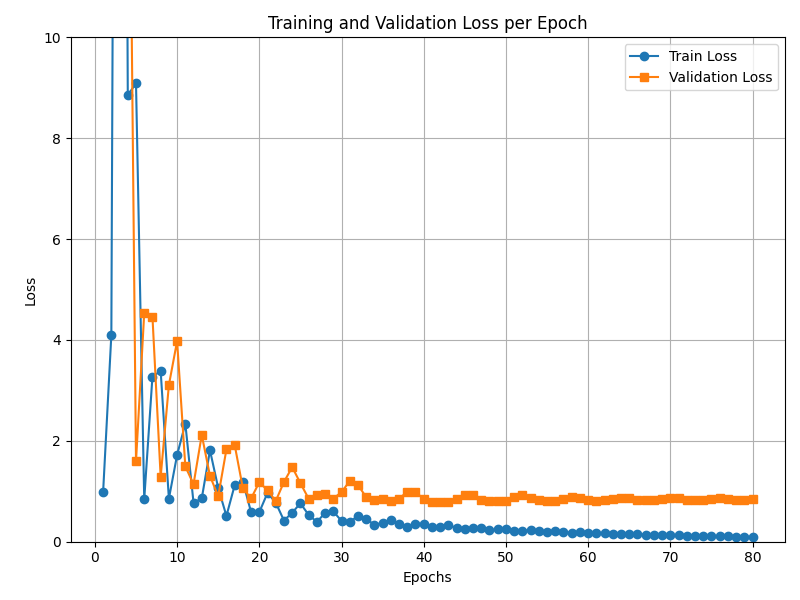 Training and Validation Loss per Epoch
Train Loss
Validation Loss
10
8
6
4
2
0
Loss
0 10 20 30 40 50 60 70 80
Epochs